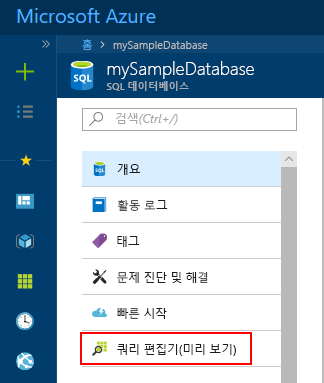 Microsoft Azure
홈 > mySampleDatabase
mySampleDatabase
SQL 데이터베이스
검색(Ctrl+/)
SQL 개요
활동 로그
태그
문제 진단 및 해결
빠른 시작
쿼리 편집기(미리 보기)